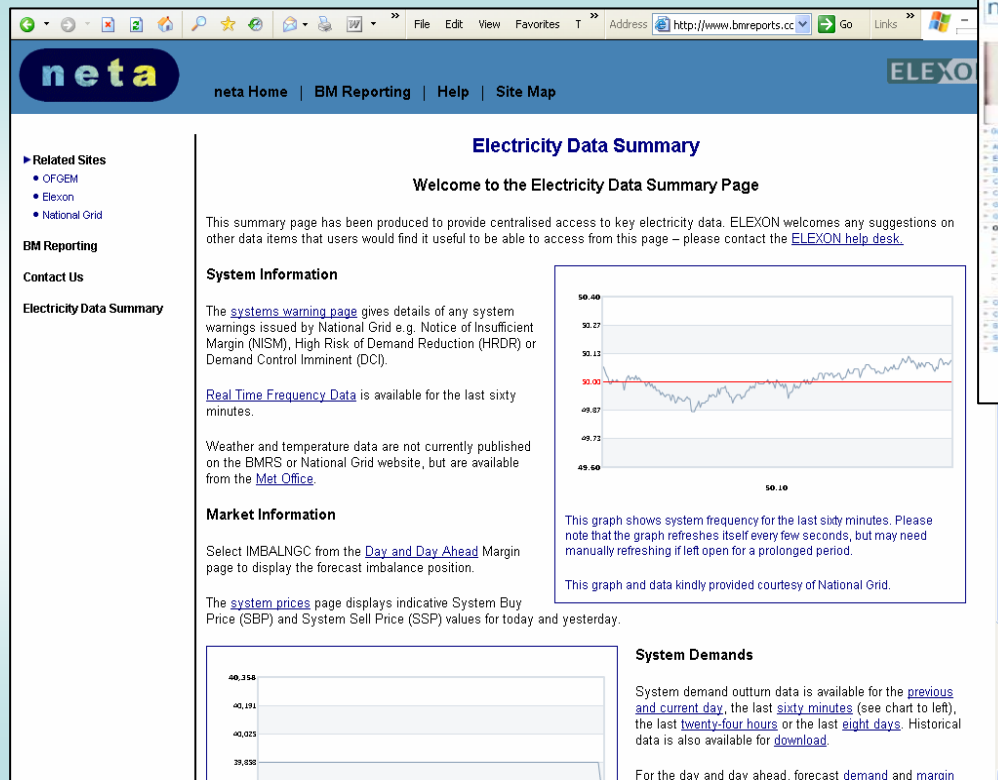 File Edit View Favorites T » Address http://www.bmreports.cc Go Links »
neta
neta Home | BM Reporting | Help | Site Map
ELEXO
Related Sites
OFGEM
Elexon
National Grid
BM Reporting
Contact Us
Electricity Data Summary
Electricity Data Summary
Welcome to the Electricity Data Summary Page
This summary page has been produced to provide centralised access to key electricity data. ELEXON welcomes any suggestions on
other data items that users would find it useful to be able to access from this page – please contact the ELEXON help desk.
System Information
The systems warning page gives details of any system
warnings issued by National Grid e.g. Notice of Insufficient
Margin (NISM), High Risk of Demand Reduction (HRDR) or
Demand Control Imminent (DCI).
Real Time Frequency Data is available for the last sixty
minutes.
Weather and temperature data are not currently published
on the BMRS or National Grid website, but are available
from the Met Office.
Market Information
Select IMBALNGC from the Day and Day Ahead Margin
page to display the forecast imbalance position.
The system prices page displays indicative System Buy
Price (SBP) and System Sell Price (SSP) values for today and yesterday.
50.40
50.27
50.13
50.00
49.87
49.73
49.60
50.10
This graph shows system frequency for the last sixty minutes. Please
note that the graph refreshes itself every few seconds, but may need
manually refreshing if left open for a prolonged period.
This graph and data kindly provided courtesy of National Grid.
40,358
40,191
40,025
39,858
System Demands
System demand outturn data is available for the previous
and current day, the last sixty minutes (see chart to left),
the last twenty-four hours or the last eight days. Historical
data is also available for download.
For the day and day ahead, forecast demand and margin